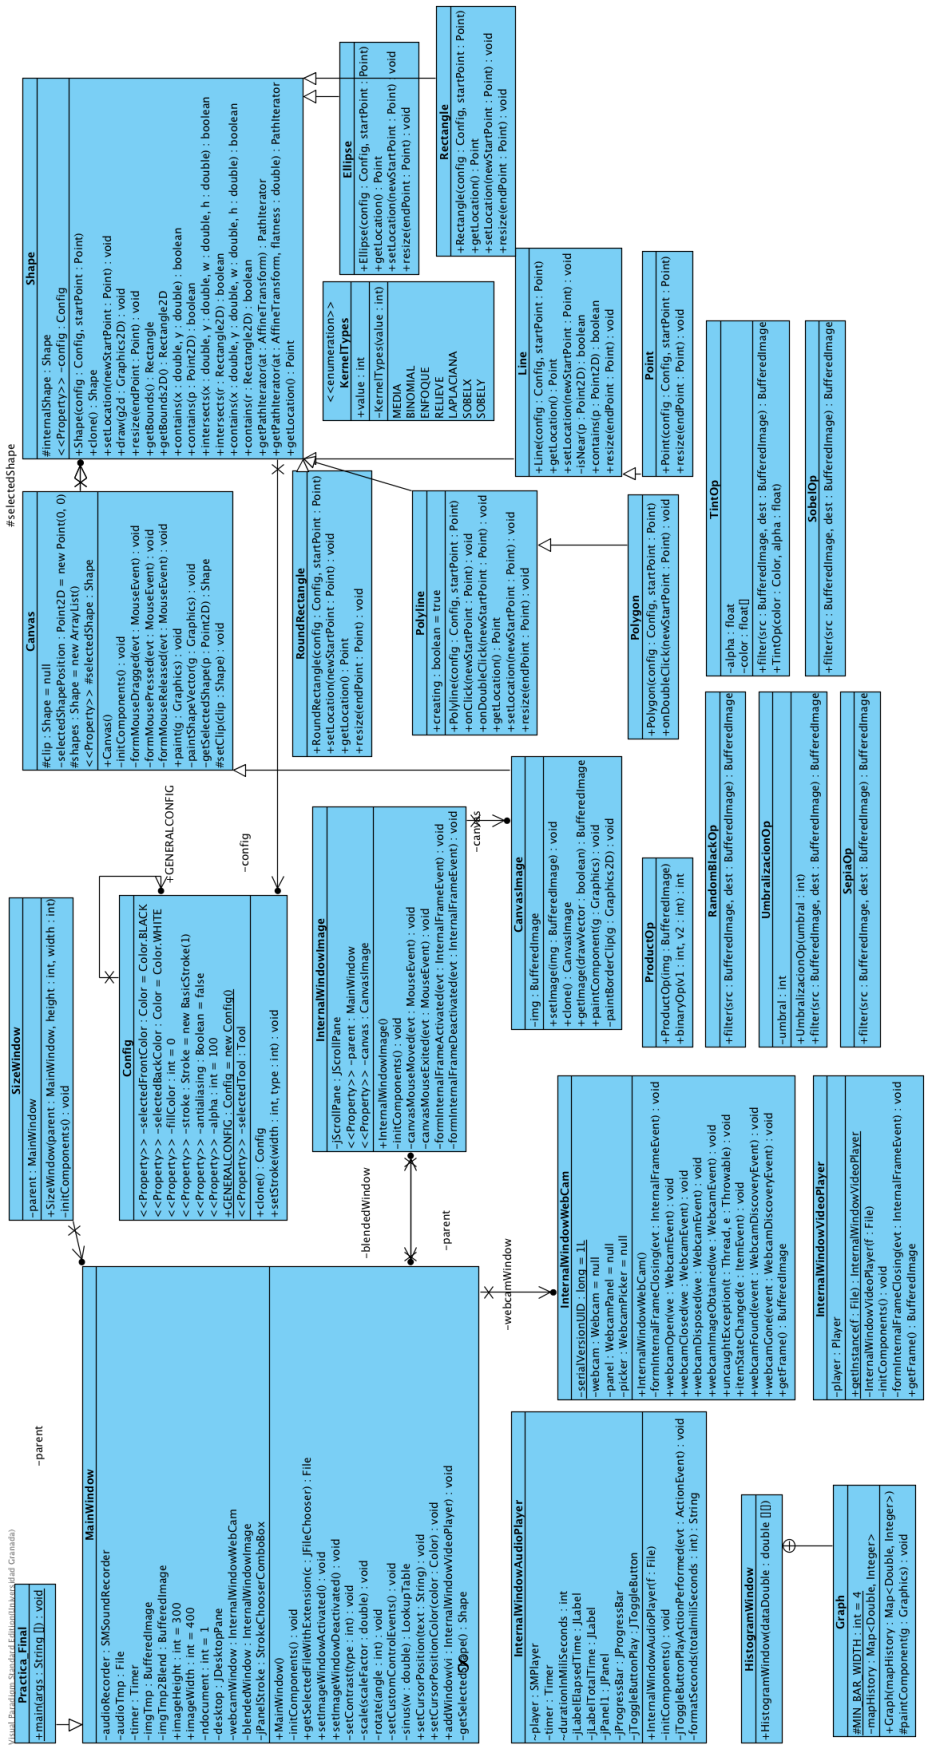 Visual Paradigm Standard Edition(Universidad Granada)
Practica_Final
+main(args : String []) : void
-parent
MainWindow
-audioRecorder : SMSoundRecorder
-audioTmp : File
-timer : Timer
-imgTmp : BufferedImage
-imgTmp2Blend : BufferedImage
+imageHeight : int = 300
+imageWidth : int = 400
-ndocument : int = 1
-desktop : JDesktopPane
-webcamWindow : InternalWindowWebCam
-blendedWindow : InternalWindowImage
-jPanelStroke : StrokeChooserComboBox
+MainWindow()
-initComponents() : void
+getSelectedFileWithExtension(c : JFileChooser) : File
+setImageWindowActivated() : void
+setImageWindowDeactivated() : void
-setContrast(type : int) : void
-scale(scaleFactor : double) : void
-rotate(angle : int) : void
-setCustomControlEvents() : void
-sinus(w : double) : LookupTable
+setCursorPosition(text : String) : void
+setCursorPositionColor(color : Color) : void
+addWindow(vi : InternalWindowVideoPlayer) : void
-getSelShape() : Shape
SizeWindow
-parent : MainWindow
+SizeWindow(parent : MainWindow, height : int, width : int)
-initComponents() : void
Config
<<Property>> -selectedFrontColor : Color = Color.BLACK
<<Property>> -selectedBackColor : Color = Color.WHITE
<<Property>> -fillColor : int = 0
<<Property>> -stroke : Stroke = new BasicStroke(1)
<<Property>> -antialiasing : Boolean = false
<<Property>> -alpha : int = 100
+GENERALCONFIG : Config = new Config()
<<Property>> -selectedTool : Tool
+clone() : Config
+setStroke(width : int, type : int) : void
+GENERALCONFIG
-config
Canvas
#clip : Shape = null
-selectedShapePosition : Point2D = new Point(0, 0)
#shapes : Shape = new ArrayList()
<<Property>> #selectedShape : Shape
+Canvas()
-initComponents() : void
-formMouseDragged(evt : MouseEvent) : void
-formMousePressed(evt : MouseEvent) : void
-formMouseReleased(evt : MouseEvent) : void
+paint(g : Graphics) : void
-paintShapeVector(g : Graphics) : void
-getSelectedShape(p : Point2D) : Shape
#setClip(clip : Shape) : void
#selectedShape
Shape
#internalShape : Shape
<<Property>> -config : Config
+Shape(config : Config, startPoint : Point)
+clone() : Shape
+setLocation(newStartPoint : Point) : void
+draw(g2d : Graphics2D) : void
+resize(endPoint : Point) : void
+getBounds() : Rectangle
+getBounds2D() : Rectangle2D
+contains(x : double, y : double) : boolean
+contains(p : Point2D) : boolean
+intersects(x : double, y : double, w : double, h : double) : boolean
+intersects(r : Rectangle2D) : boolean
+contains(x : double, y : double, w : double, h : double) : boolean
+contains(r : Rectangle2D) : boolean
+getPathIterator(at : AffineTransform) : PathIterator
+getPathIterator(at : AffineTransform, flatness : double) : PathIterator
+getLocation() : Point
-blendedWindow
-parent
InternalWindowImage
-jScrollPane : JScrollPane
<<Property>> -parent : MainWindow
<<Property>> -canvas : CanvasImage
+InternalWindowImage()
-initComponents() : void
-canvasMouseMoved(evt : MouseEvent) : void
-canvasMouseExited(evt : MouseEvent) : void
-formInternalFrameActivated(evt : InternalFrameEvent) : void
-formInternalFrameDeactivated(evt : InternalFrameEvent) : void
-canvas
RoundRectangle
+RoundRectangle(config : Config, startPoint : Point)
+setLocation(newStartPoint : Point) : void
+getLocation() : Point
+resize(endPoint : Point) : void
<<enumeration>>
KernelTypes
+value : int
-KernelTypes(value : int)
MEDIA
BINOMIAL
ENFOQUE
RELIEVE
LAPLACIANA
SOBELX
SOBELY
Ellipse
+Ellipse(config : Config, startPoint : Point)
+getLocation() : Point
+setLocation(newStartPoint : Point) : void
+resize(endPoint : Point) : void
Rectangle
+Rectangle(config : Config, startPoint : Point)
+getLocation() : Point
+setLocation(newStartPoint : Point) : void
+resize(endPoint : Point) : void
Polyline
+creating : boolean = true
+Polyline(config : Config, startPoint : Point)
+onClick(newStartPoint : Point) : void
+onDoubleClick(newStartPoint : Point) : void
+getLocation() : Point
+setLocation(newStartPoint : Point) : void
+resize(endPoint : Point) : void
Line
+Line(config : Config, startPoint : Point)
+getLocation() : Point
+setLocation(newStartPoint : Point) : void
-isNear(p : Point2D) : boolean
+contains(p : Point2D) : boolean
+resize(endPoint : Point) : void
Point
+Point(config : Config, startPoint : Point)
+resize(endPoint : Point) : void
Polygon
+Polygon(config : Config, startPoint : Point)
+onDoubleClick(newStartPoint : Point) : void
-webcamWindow
CanvasImage
-img : BufferedImage
+setImage(img : BufferedImage) : void
+clone() : CanvasImage
+getImage(drawVector : boolean) : BufferedImage
+paintComponent(g : Graphics) : void
-paintBorderClip(g : Graphics2D) : void
InternalWindowAudioPlayer
~player : SMPlayer
-timer : Timer
~durationInMiliSeconds : int
-jLabelElapsedTime : JLabel
-jLabelTotalTime : JLabel
-jPanel1 : JPanel
-jProgressBar : JProgressBar
-jToggleButtonPlay : JToggleButton
+InternalWindowAudioPlayer(f : File)
-initComponents() : void
-jToggleButtonPlayActionPerformed(evt : ActionEvent) : void
-formatSeconds(totalmiliSeconds : int) : String
InternalWindowWebCam
-serialVersionUID : long = 1L
-webcam : Webcam = null
-panel : WebcamPanel = null
-picker : WebcamPicker = null
+InternalWindowWebCam()
-formInternalFrameClosing(evt : InternalFrameEvent) : void
+webcamOpen(we : WebcamEvent) : void
+webcamClosed(we : WebcamEvent) : void
+webcamDisposed(we : WebcamEvent) : void
+webcamImageObtained(we : WebcamEvent) : void
+uncaughtException(t : Thread, e : Throwable) : void
+itemStateChanged(e : ItemEvent) : void
+webcamFound(event : WebcamDiscoveryEvent) : void
+webcamGone(event : WebcamDiscoveryEvent) : void
+getFrame() : BufferedImage
ProductOp
+ProductOp(img : BufferedImage)
+binaryOp(v1 : int, v2 : int) : int
RandomBlackOp
+filter(src : BufferedImage, dest : BufferedImage) : BufferedImage
TintOp
-alpha : float
-color : float[]
+filter(src : BufferedImage, dest : BufferedImage) : BufferedImage
+TintOp(color : Color, alpha : float)
UmbralizacionOp
-umbral : int
+UmbralizacionOp(umbral : int)
+filter(src : BufferedImage, dest : BufferedImage) : BufferedImage
SobelOp
+filter(src : BufferedImage, dest : BufferedImage) : BufferedImage
SepiaOp
+filter(src : BufferedImage, dest : BufferedImage) : BufferedImage
HistogramWindow
+HistogramWindow(dataDouble : double [][])
Graph
#MIN_BAR_WIDTH : int = 4
-mapHistory : Map<Double, Integer>
+Graph(mapHistory : Map<Double, Integer>)
#paintComponent(g : Graphics) : void
InternalWindowVideoPlayer
-player : Player
+getInstance(f : File) : InternalWindowVideoPlayer
-InternalWindowVideoPlayer(f : File)
-initComponents() : void
-formInternalFrameClosing(evt : InternalFrameEvent) : void
+getFrame() : BufferedImage